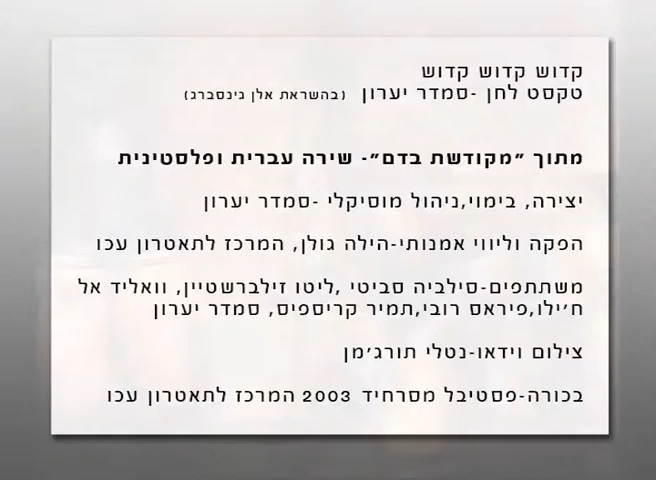 קדוש קדוש קדוש
טקסט לחן -סמדר יערון (בהשראת אלן גינסברג)
מתוך "מקודשת בדם"- שירה עברית ופלסטינית
יצירה, בימוי,ניהול מוסיקלי -סמדר יערון
הפקה וליווי אמנותי-הילה גולן, המרכז לתאטרון עכו
משתתפים-סילביה סביטי ,ליטו זילברשטיין, וואליד אל
ח'ילו,פיראס רובי,תמיר קריספיס, סמדר יערון
צילום וידאו-נטלי תורג'מן
בכורה-פסטיבל מסרחיד 2003 המרכז לתאטרון עכו